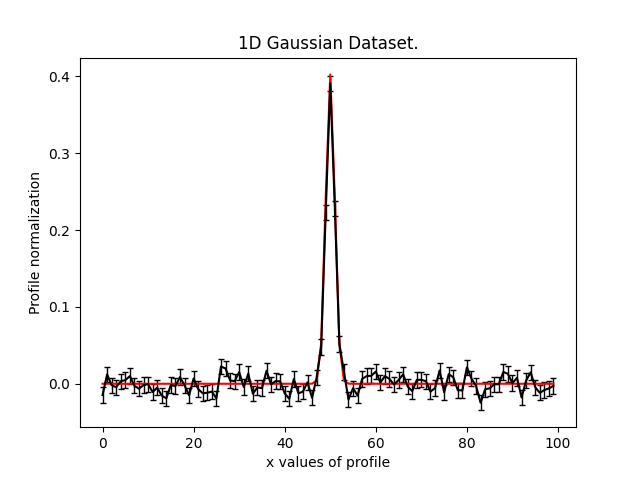 1D Gaussian Dataset.
Profile normalization
0.4
0.3
0.2
0.1
0.0
0 20 40 60 80 100
x values of profile